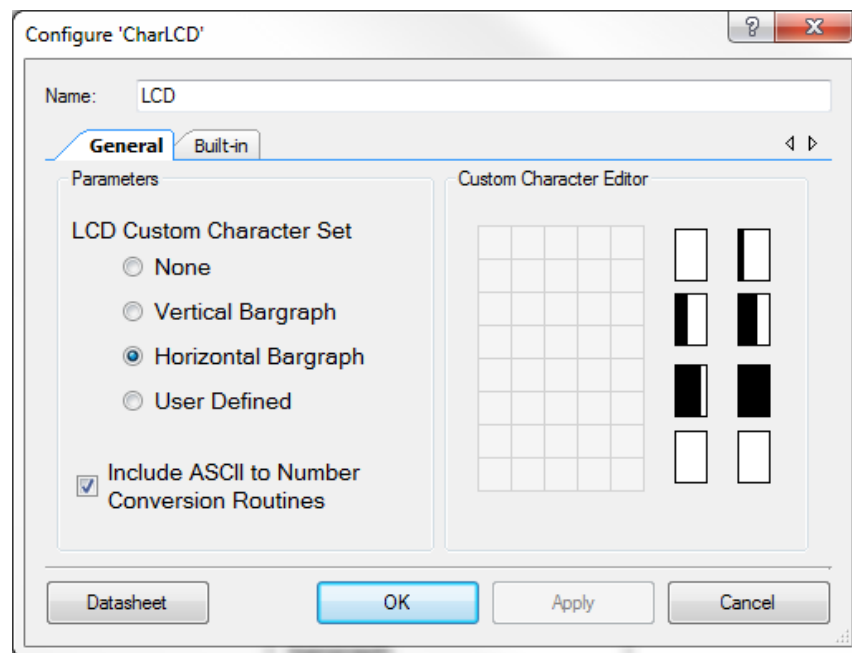 Configure 'CharLCD'
Name: LCD
General Built-in
Parameters
LCD Custom Character Set
None
Vertical Bargraph
Horizontal Bargraph
User Defined
Include ASCII to Number
Conversion Routines
Custom Character Editor
Datasheet OK Apply Cancel